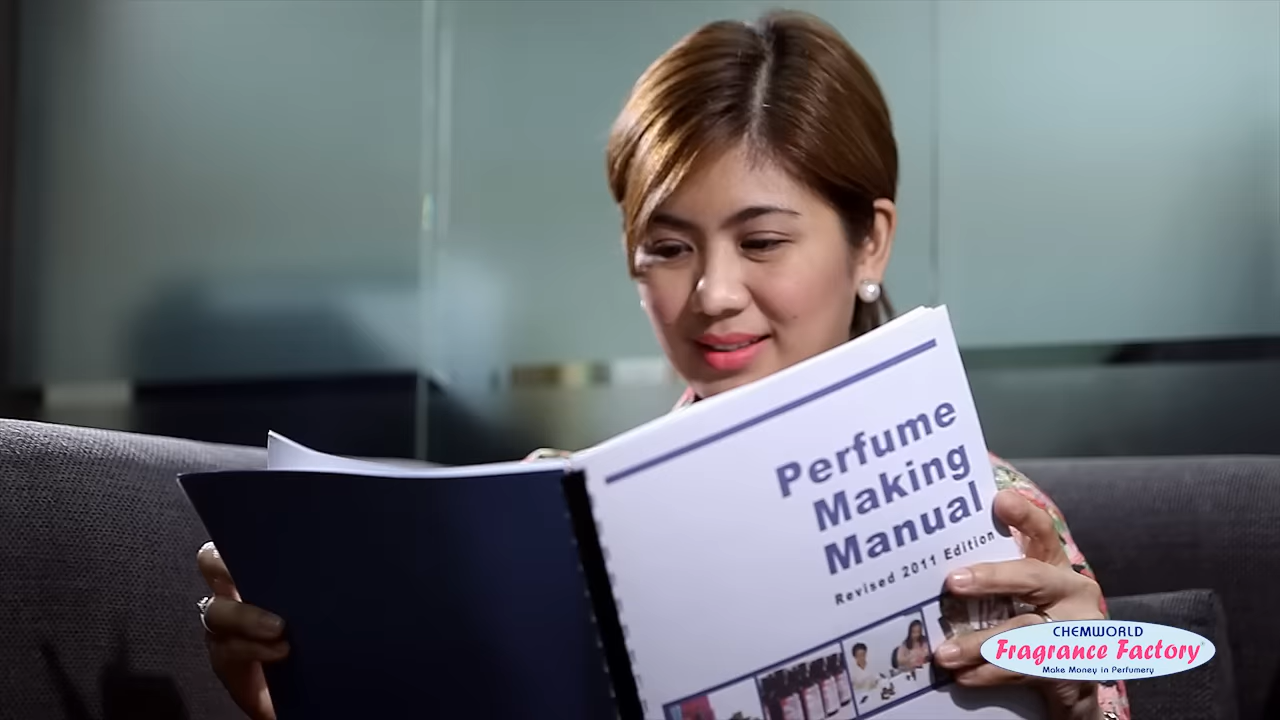 Perfume
Making
Manual
Revised 2011 Edition
CHEMWORLD
Fragrance Factory
Make Money in Perfumery